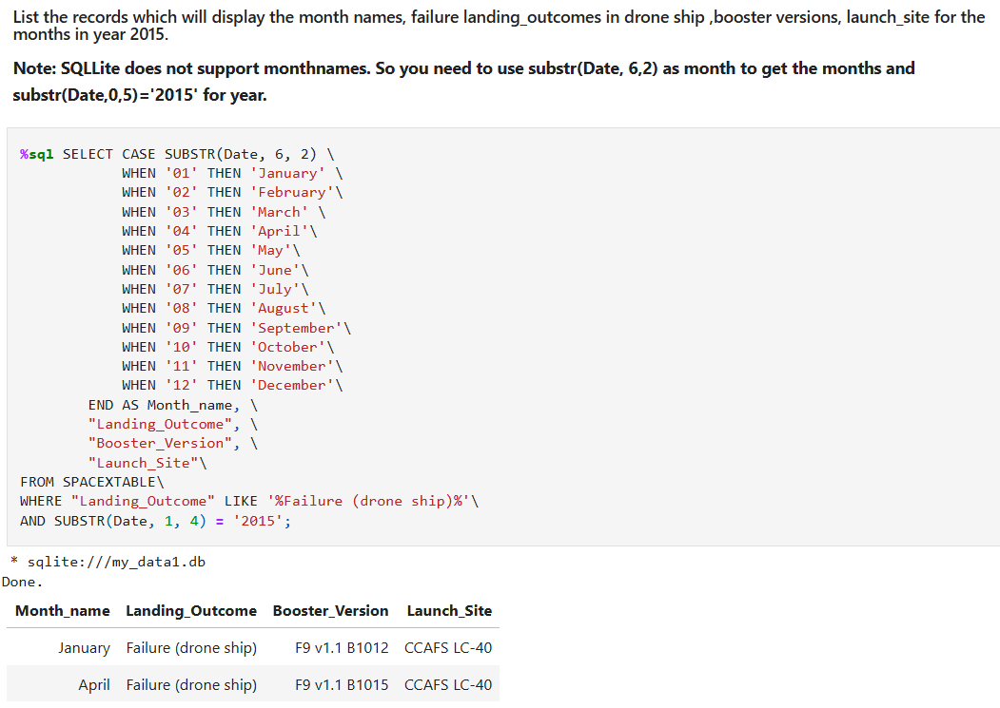 List the records which will display the month names, failure landing_outcomes in drone ship ,booster versions, launch_site for the
months in year 2015.
Note: SQLLite does not support monthnames. So you need to use substr(Date, 6,2) as month to get the months and
substr(Date,0,5)='2015' for year.
%sql SELECT CASE SUBSTR(Date, 6, 2) \
WHEN '01' THEN 'January' \
WHEN '02' THEN 'February'\
WHEN '03' THEN 'March' \
WHEN '04' THEN 'April'\
WHEN '05' THEN 'May'\
WHEN '06' THEN 'June'\
WHEN '07' THEN 'July'\
WHEN '08' THEN 'August'\
WHEN '09' THEN 'September'\
WHEN '10' THEN 'October'\
WHEN '11' THEN 'November'\
WHEN '12' THEN 'December'\
END AS Month_name, \
"Landing_Outcome", \
"Booster_Version", \
"Launch_Site"\
FROM SPACEXTABLE\
WHERE "Landing_Outcome" LIKE '%Failure (drone ship)%'\
AND SUBSTR(Date, 1, 4) = '2015';
* sqlite:///my_data1.db
Done.
Month_name Landing_Outcome Booster_Version Launch_Site
January Failure (drone ship) F9 v1.1 B1012 CCAFS LC-40
April Failure (drone ship) F9 v1.1 B1015 CCAFS LC-40